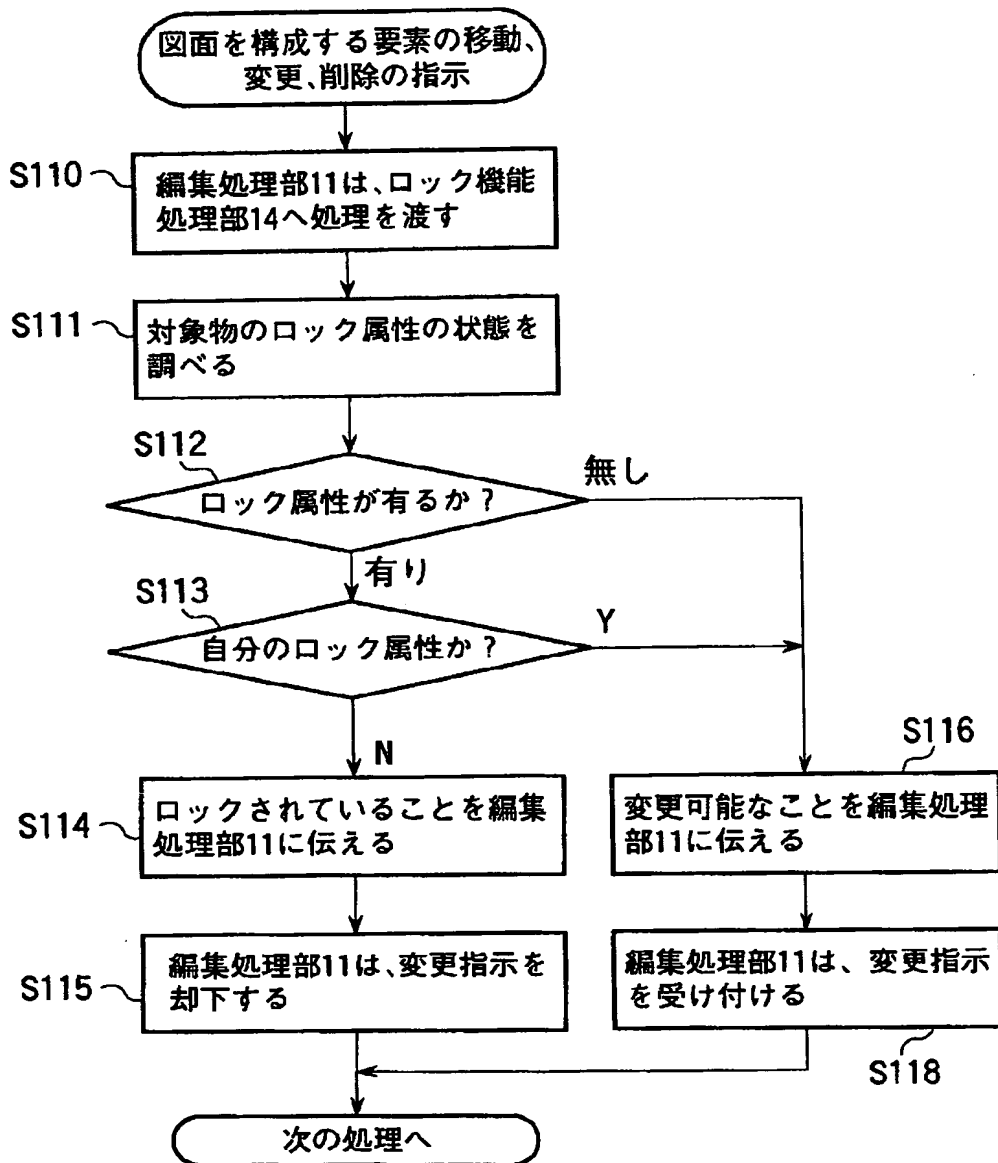 図面を構成する要素の移動、
変更、削除の指示
S110
編集処理部11は、ロック機能
処理部14へ処理を渡す
S111
対象物のロック属性の状態を
調べる
S112
ロック属性が有るか？
無し
有り
S113
自分のロック属性か？
Y
N
S114
ロックされていることを編集
処理部11に伝える
S116
変更可能なことを編集処理
部11に伝える
S115
編集処理部11は、変更指示を
却下する
編集処理部11は、変更指示
を受け付ける
S118
次の処理へ